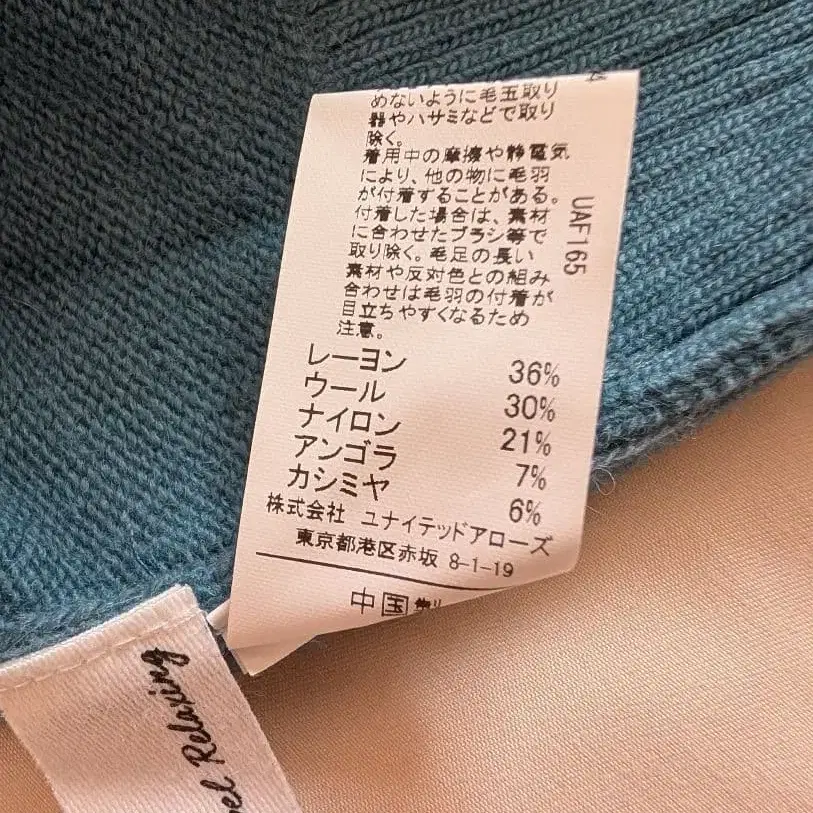 めないように毛玉取り
器やハサミなどで取り
除く。
着用中の摩擦や静電気
により、他の物に毛羽
が付着することがある。
付着した場合は、素材
に合わせたブラシ等で
取り除く。毛足の長い
素材や反対色との組み
合わせは毛羽の付着が
目立ちやすくなるため
注意。
UAF165
レーヨン 36%
ウール 30%
ナイロン 21%
アンゴラ 7%
カシミヤ 6%
株式会社 ユナイテッドアローズ
東京都港区赤坂 8-1-19
中国製
Relaxing